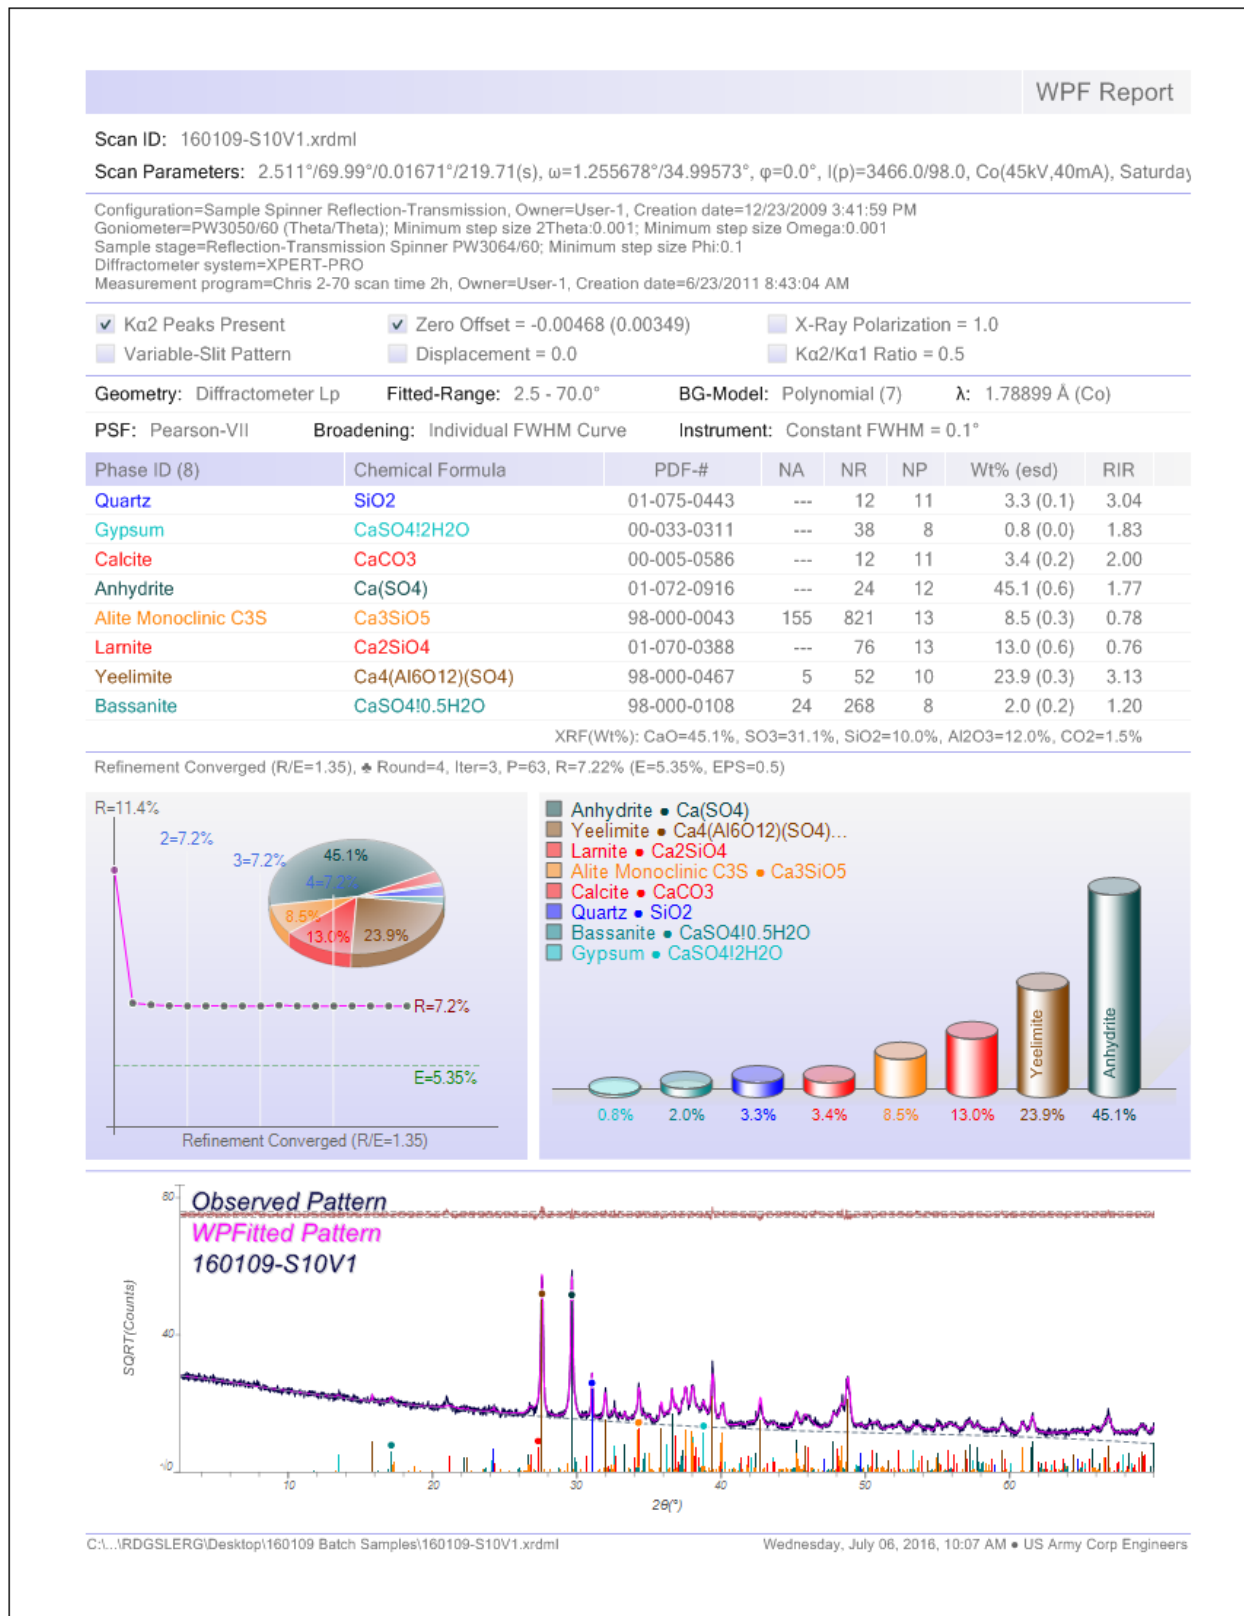 WPF Report
Scan ID: 160109-S10V1.xrdml
Scan Parameters: 2.511°/69.99°/0.01671°/219.71(s), ω=1.255678°/34.99573°, φ=0.0°, I(p)=3466.0/98.0, Co(45kV,40mA), Saturday
Configuration=Sample Spinner Reflection-Transmission, Owner=User-1, Creation date=12/23/2009 3:41:59 PM
Goniometer=PW3050/60 (Theta/Theta); Minimum step size 2Theta:0.001; Minimum step size Omega:0.001
Sample stage=Reflection-Transmission Spinner PW3064/60; Minimum step size Phi:0.1
Diffractometer system=XPERT-PRO
Measurement program=Chris 2-70 scan time 2h, Owner=User-1, Creation date=6/23/2011 8:43:04 AM
Kα2 Peaks Present Zero Offset = -0.00468 (0.00349) X-Ray Polarization = 1.0
Variable-Slit Pattern Displacement = 0.0 Kα2/Kα1 Ratio = 0.5
Geometry: Diffractometer Lp Fitted-Range: 2.5 - 70.0° BG-Model: Polynomial (7) λ: 1.78899 Å (Co)
PSF: Pearson-VII Broadening: Individual FWHM Curve Instrument: Constant FWHM = 0.1°
Phase ID (8) Chemical Formula PDF-# NA NR NP Wt% (esd) RIR
Quartz SiO2 01-075-0443 --- 12 11 3.3 (0.1) 3.04
Gypsum CaSO4!2H2O 00-033-0311 --- 38 8 0.8 (0.0) 1.83
Calcite CaCO3 00-005-0586 --- 12 11 3.4 (0.2) 2.00
Anhydrite Ca(SO4) 01-072-0916 --- 24 12 45.1 (0.6) 1.77
Alite Monoclinic C3S Ca3SiO5 98-000-0043 155 821 13 8.5 (0.3) 0.78
Larnite Ca2SiO4 01-070-0388 --- 76 13 13.0 (0.6) 0.76
Yeelimite Ca4(Al6O12)(SO4) 98-000-0467 5 52 10 23.9 (0.3) 3.13
Bassanite CaSO4!0.5H2O 98-000-0108 24 268 8 2.0 (0.2) 1.20
XRF(Wt%): CaO=45.1%, SO3=31.1%, SiO2=10.0%, Al2O3=12.0%, CO2=1.5%
Refinement Converged (R/E=1.35), ♣ Round=4, Iter=3, P=63, R=7.22% (E=5.35%, EPS=0.5)
R=11.4%
2=7.2%
3=7.2%
4=7.2%
45.1%
8.5%
13.0%
23.9%
R=7.2%
E=5.35%
Refinement Converged (R/E=1.35)
Anhydrite ● Ca(SO4)
Yeelimite ● Ca4(Al6O12)(SO4)...
Larnite ● Ca2SiO4
Alite Monoclinic C3S ● Ca3SiO5
Calcite ● CaCO3
Quartz ● SiO2
Bassanite ● CaSO4!0.5H2O
Gypsum ● CaSO4!2H2O
Yeelimite
Anhydrite
0.8% 2.0% 3.3% 3.4% 8.5% 13.0% 23.9% 45.1%
Observed Pattern
WPFitted Pattern
160109-S10V1
SQRT(Counts)
80
40
10 20 30 40 50 60
2θ(°)
C:\...\RDGSLERG\Desktop\160109 Batch Samples\160109-S10V1.xrdml
Wednesday, July 06, 2016, 10:07 AM ● US Army Corp Engineers